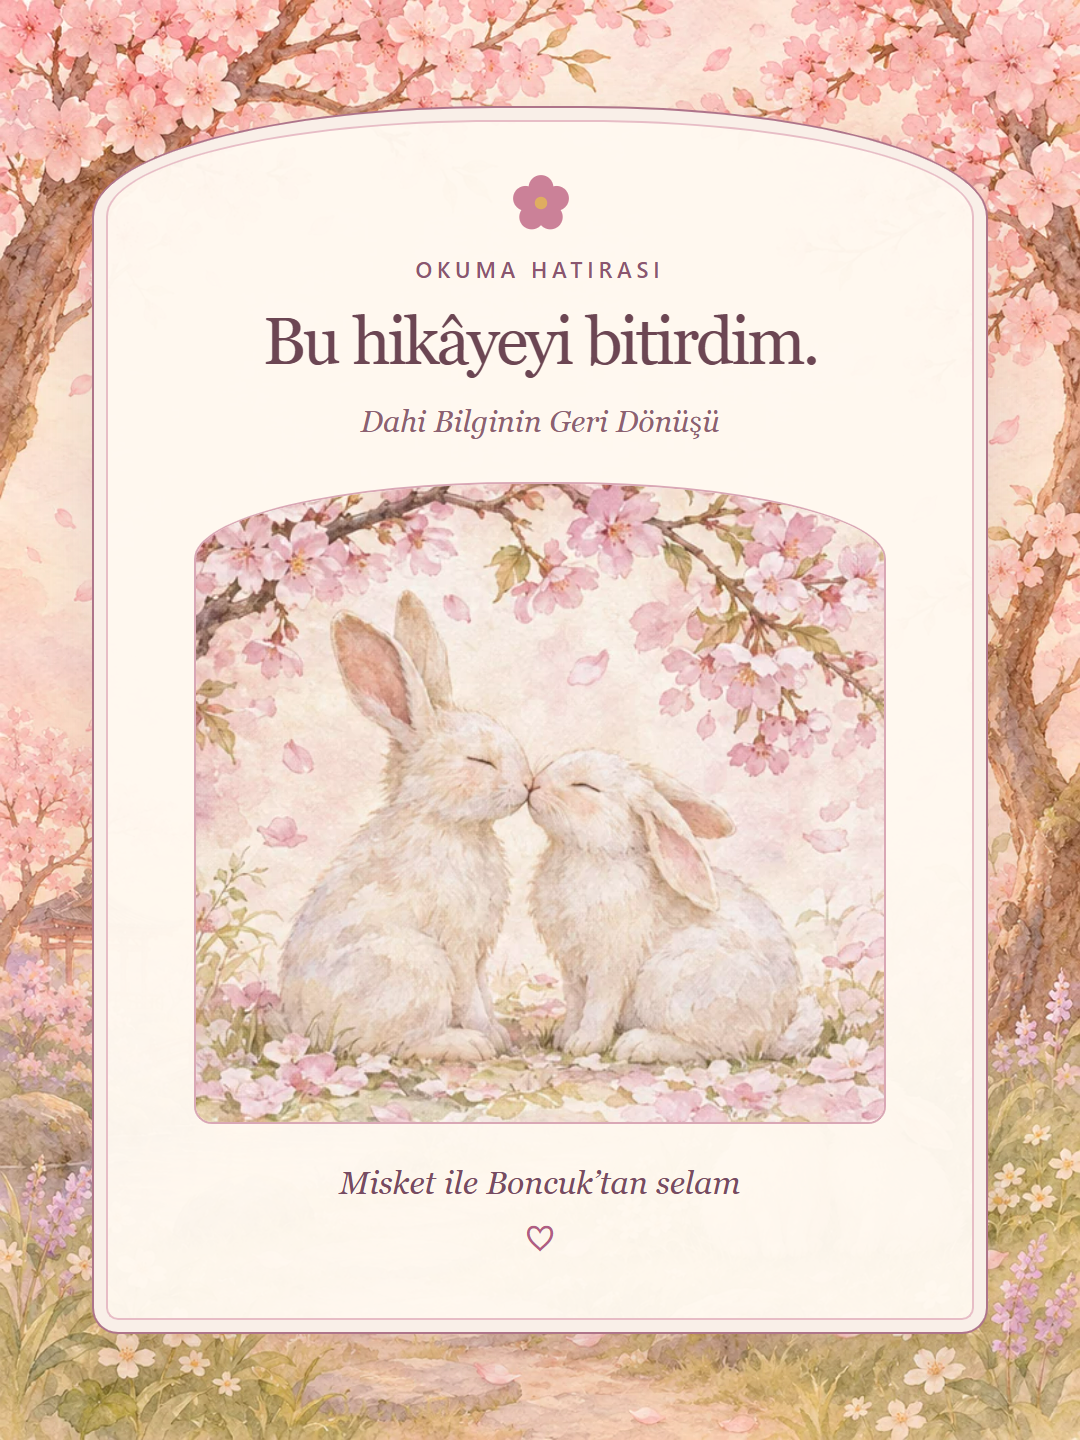 OKUMA HATIRASI
Bu hikâyeyi bitirdim.
Dahi Bilginin Geri Dönüşü
Misket ile Boncuk’tan selam